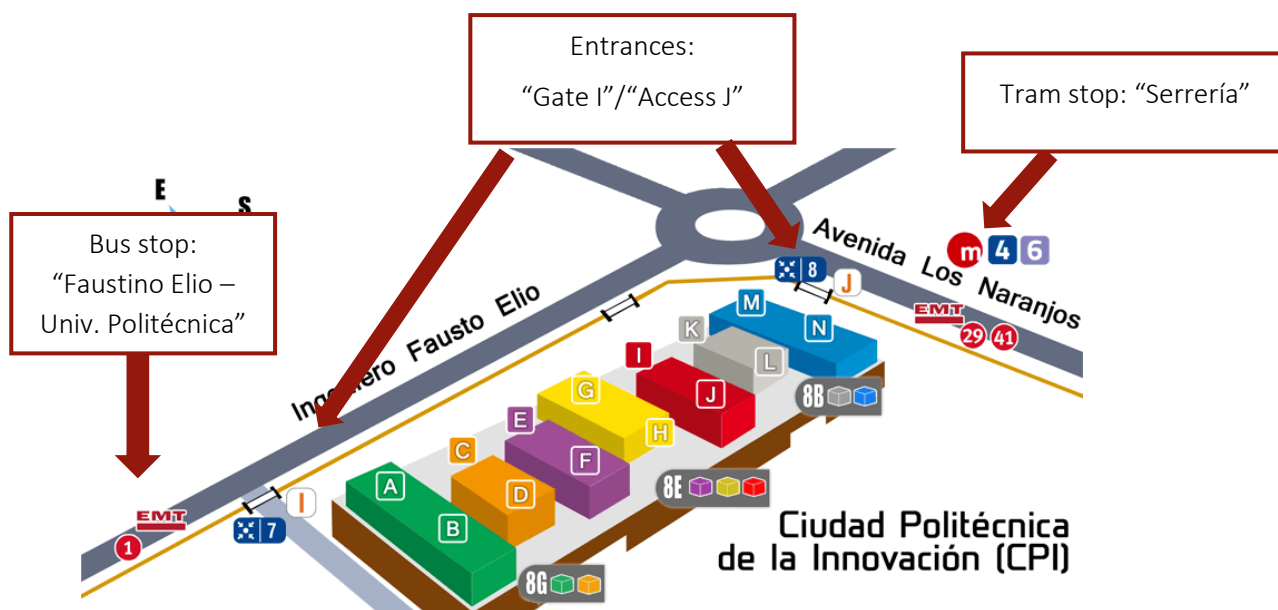 Entrances:
“Gate I”/“Access J”
Tram stop: “Serrería”
E
S
Bus stop:
“Faustino Elio –
Univ. Politécnica”
Avenida Los Naranjos
m 4 6
8
J
EMT
29 41
Ingeniero Fausto Elio
M
N
K
L
I
J
G
H
E
F
C
D
A
B
8B
8E
8G
EMT
1
I
7
Ciudad Politécnica
de la Innovación (CPI)